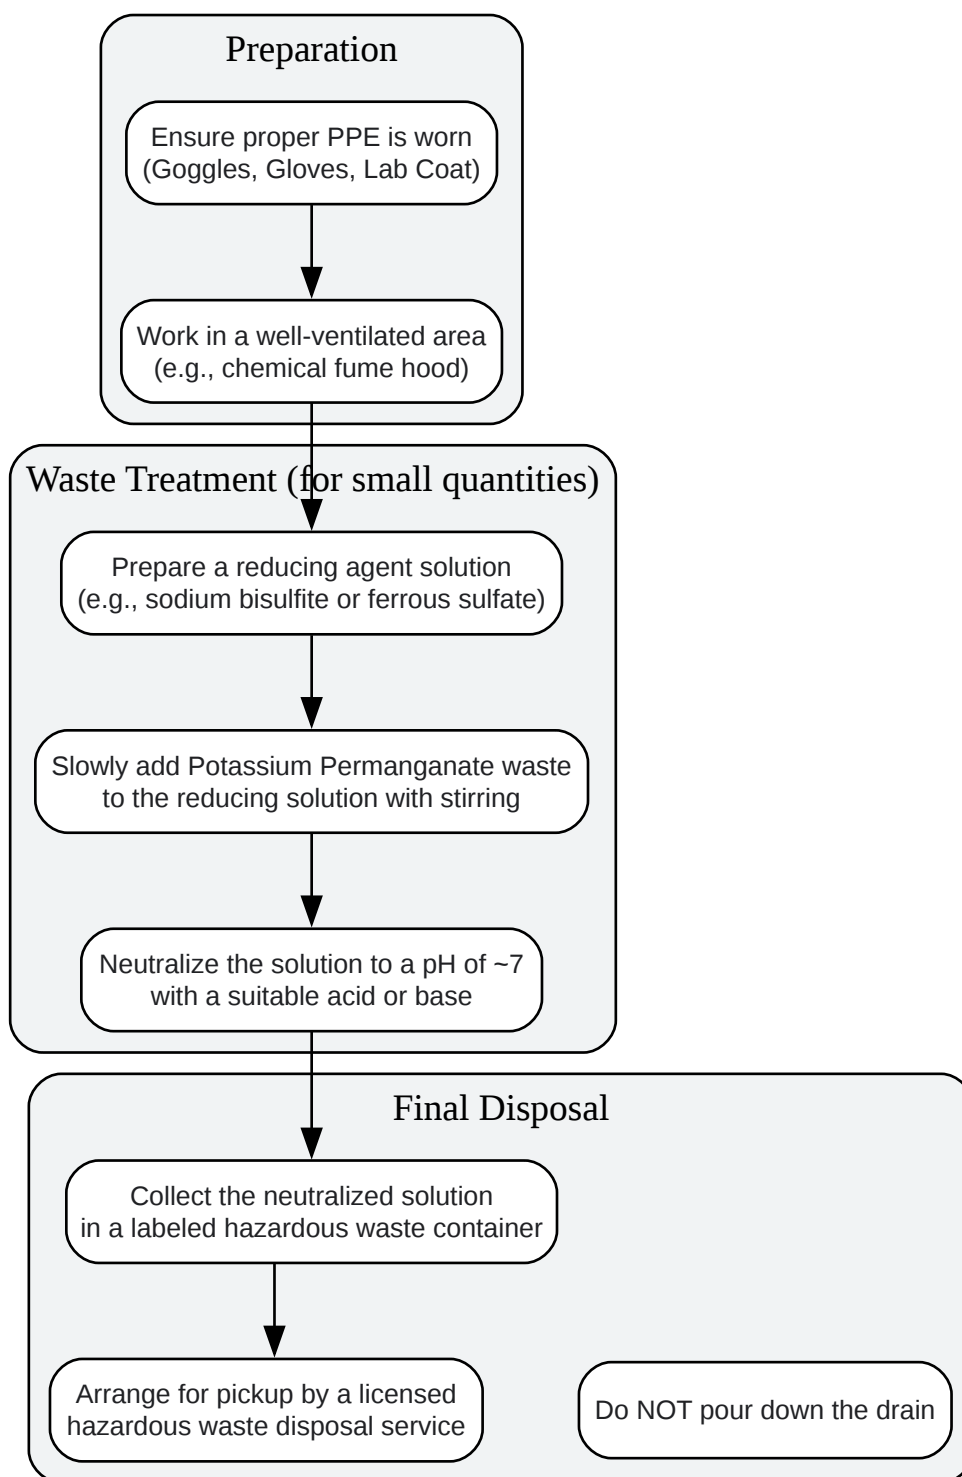 Preparation
Ensure proper PPE is worn
(Goggles, Gloves, Lab Coat)
Work in a well-ventilated area
(e.g., chemical fume hood)
Waste Treatment (for small quantities)
Prepare a reducing agent solution
(e.g., sodium bisulfite or ferrous sulfate)
Slowly add Potassium Permanganate waste
to the reducing solution with stirring
Neutralize the solution to a pH of ~7
with a suitable acid or base
Final Disposal
Collect the neutralized solution
in a labeled hazardous waste container
Arrange for pickup by a licensed
hazardous waste disposal service
Do NOT pour down the drain